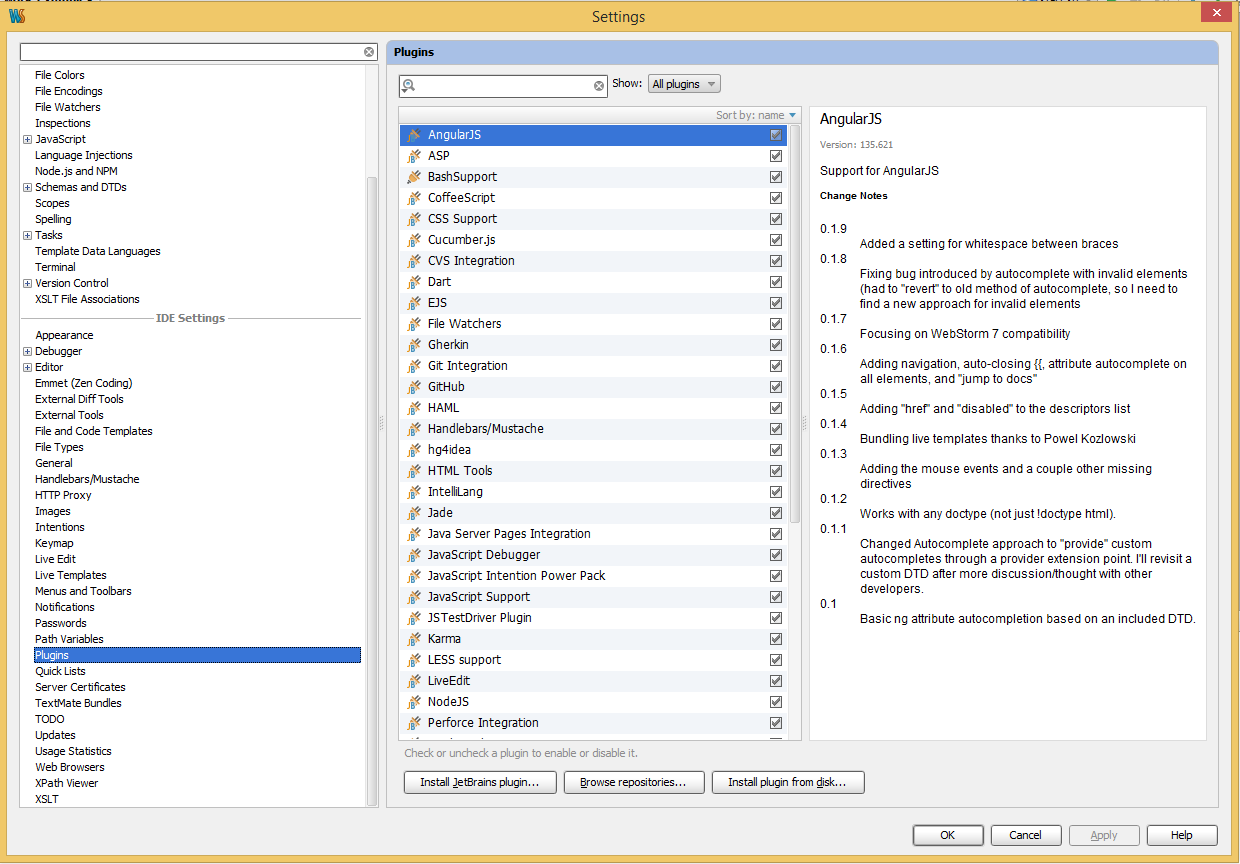 WS
Settings
File Colors
File Encodings
File Watchers
Inspections
JavaScript
Language Injections
Node.js and NPM
Schemas and DTDs
Scopes
Spelling
Tasks
Template Data Languages
Terminal
Version Control
XSLT File Associations
IDE Settings
Appearance
Debugger
Editor
Emmet (Zen Coding)
External Diff Tools
External Tools
File and Code Templates
File Types
General
Handlebars/Mustache
HTTP Proxy
Images
Intentions
Keymap
Live Edit
Live Templates
Menus and Toolbars
Notifications
Passwords
Path Variables
Plugins
Quick Lists
Server Certificates
TextMate Bundles
TODO
Updates
Usage Statistics
Web Browsers
XPath Viewer
XSLT
Plugins
Show: All plugins
Sort by: name
AngularJS
ASP
BashSupport
CoffeeScript
CSS Support
Cucumber.js
CVS Integration
Dart
EJS
File Watchers
Gherkin
Git Integration
GitHub
HAML
Handlebars/Mustache
hg4idea
HTML Tools
IntelliLang
Jade
Java Server Pages Integration
JavaScript Debugger
JavaScript Intention Power Pack
JavaScript Support
JSTestDriver Plugin
Karma
LESS support
LiveEdit
NodeJS
Perforce Integration
Check or uncheck a plugin to enable or disable it.
Install JetBrains plugin...
Browse repositories...
Install plugin from disk...
AngularJS
Version: 135.621
Support for AngularJS
Change Notes
0.1.9
Added a setting for whitespace between braces
0.1.8
Fixing bug introduced by autocomplete with invalid elements
(had to "revert" to old method of autocomplete, so I need to
find a new approach for invalid elements
0.1.7
Focusing on WebStorm 7 compatibility
0.1.6
Adding navigation, auto-closing {{, attribute autocomplete on
all elements, and "jump to docs"
0.1.5
Adding "href" and "disabled" to the descriptors list
0.1.4
Bundling live templates thanks to Powel Kozlowski
0.1.3
Adding the mouse events and a couple other missing
directives
0.1.2
Works with any doctype (not just !doctype html).
0.1.1
Changed Autocomplete approach to "provide" custom
autocompletes through a provider extension point. I'll revisit a
custom DTD after more discussion/thought with other
developers.
0.1
Basic ng attribute autocompletion based on an included DTD.
OK
Cancel
Apply
Help